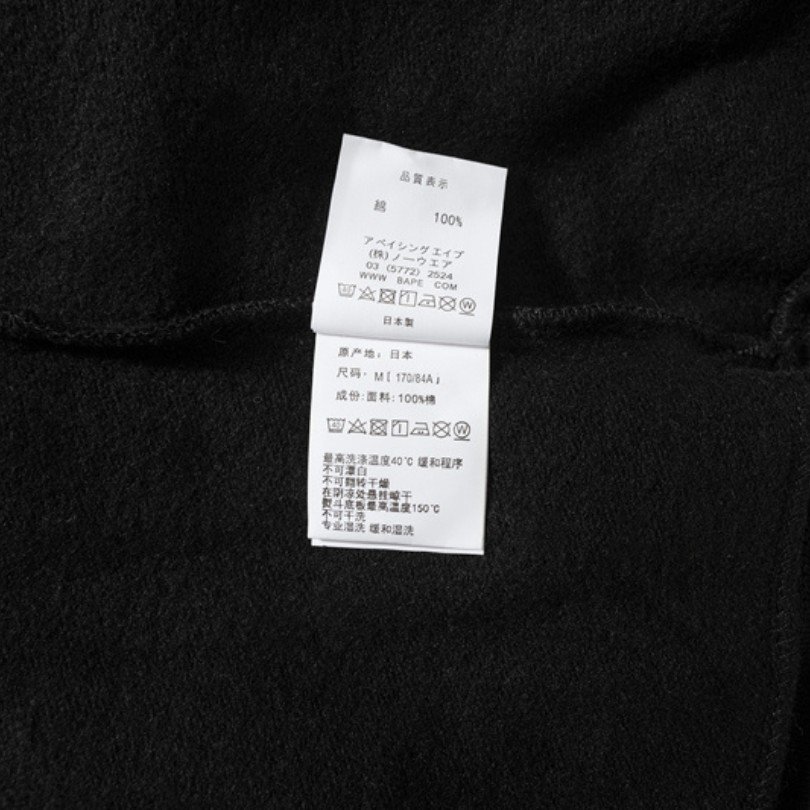 品質表示
綿 100%
アベイシングエイプ
(株)ノーウエア
03 (5772) 2524
WWW BAPE COM
日本製
原产地: 日本
尺码: M [ 170/84A ]
成份:面料:100%棉
最高洗涤温度40℃ 缓和程序
不可漂白
不可翻转干燥
在阴凉处悬挂晾干
熨斗底板最高温度150℃
不可干洗
专业湿洗 缓和湿洗